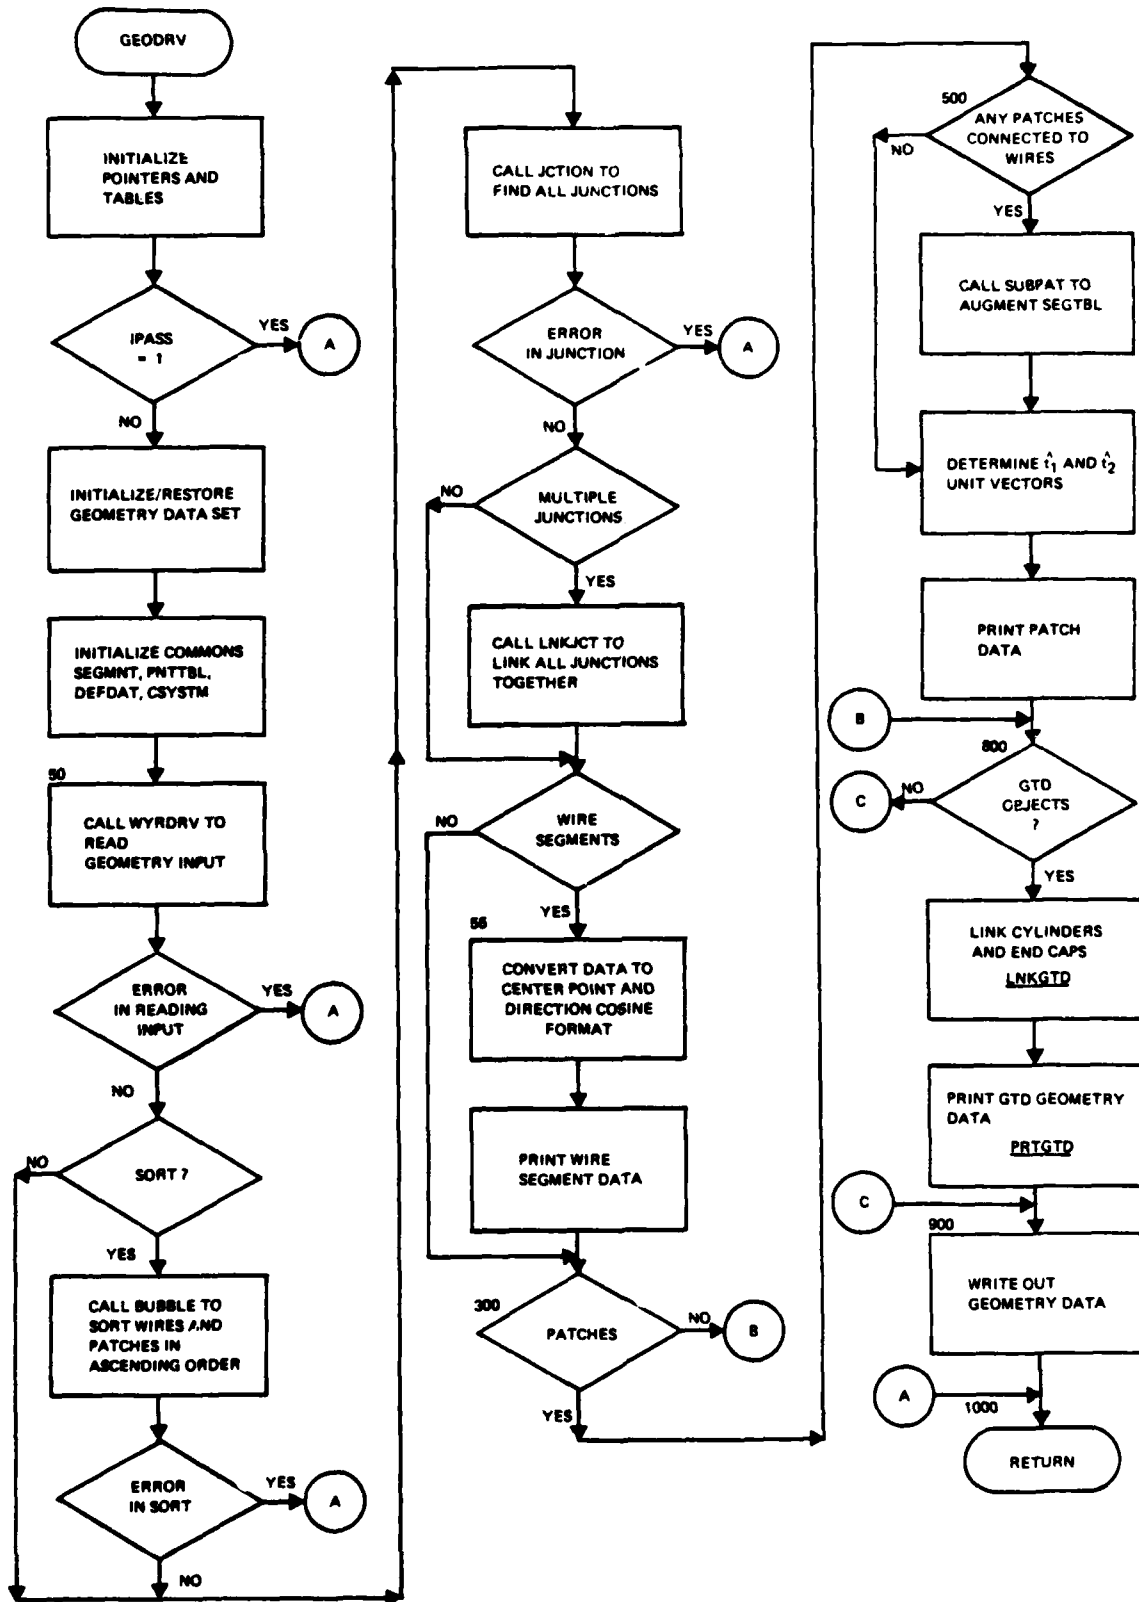 GEODRV
INITIALIZE
POINTERS AND
TABLES
IPASS
= 1
YES
A
NO
INITIALIZE/RESTORE
GEOMETRY DATA SET
INITIALIZE COMMONS
SEGMNT, PNTTBL,
DEFDAT, CSYSTM
50
CALL WYRDRV TO
READ
GEOMETRY INPUT
ERROR
IN READING
INPUT
YES
A
NO
SORT ?
NO
YES
CALL BUBBLE TO
SORT WIRES AND
PATCHES IN
ASCENDING ORDER
ERROR
IN SORT
YES
A
NO
CALL JCTION TO
FIND ALL JUNCTIONS
ERROR
IN JUNCTION
YES
A
NO
MULTIPLE
JUNCTIONS
NO
YES
CALL LNKJCT TO
LINK ALL JUNCTIONS
TOGETHER
WIRE
SEGMENTS
NO
YES
55
CONVERT DATA TO
CENTER POINT AND
DIRECTION COSINE
FORMAT
PRINT WIRE
SEGMENT DATA
300
PATCHES
NO
B
YES
500
ANY PATCHES
CONNECTED TO
WIRES
NO
YES
CALL SUBPAT TO
AUGMENT SEGTBL
DETERMINE t̂1 AND t̂2
UNIT VECTORS
PRINT PATCH
DATA
B
800
GTD
OBJECTS
?
NO
C
YES
LINK CYLINDERS
AND END CAPS
LNKGTD
PRINT GTD GEOMETRY
DATA
PRTGTD
C
900
WRITE OUT
GEOMETRY DATA
A
1000
RETURN